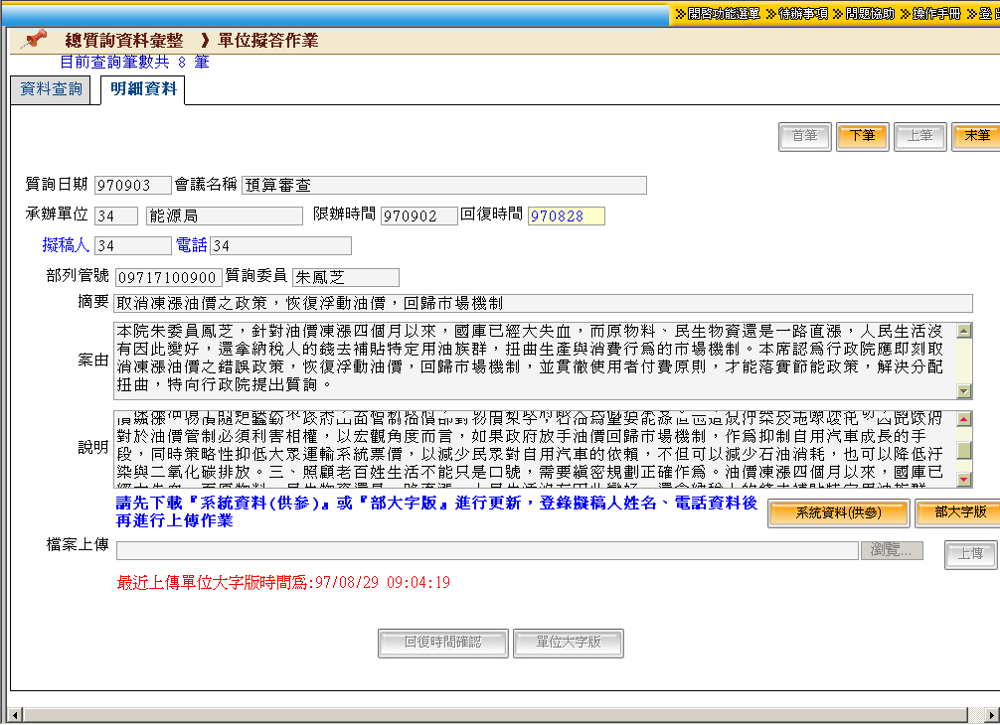 ≫開啓功能選單 ≫待辦事項 ≫問題協助 ≫操作手冊 ≫登出
總質詢資料彙整 》單位擬答作業
目前查詢筆數共 8 筆
資料查詢 明細資料
首筆 下筆 上筆 末筆
質詢日期 970903 會議名稱 預算審查
承辦單位 34 能源局 限辦時間 970902 回復時間 970828
擬稿人 34 電話 34
部列管號 09717100900 質詢委員 朱鳳芝
摘要 取消凍漲油價之政策，恢復浮動油價，回歸市場機制
本院朱委員鳳芝，針對油價凍漲四個月以來，國庫已經大失血，而原物料、民生物資還是一路直漲，人民生活沒
案由 有因此變好，還拿納稅人的錢去補貼特定用油族群，扭曲生產與消費行爲的市場機制。本席認爲行政院應即刻取
消凍漲油價之錯誤政策，恢復浮動油價，回歸市場機制，並貫徹使用者付費原則，才能落實節能政策，解決分配
扭曲，特向行政院提出質詢。
說明 對於油價管制必須利害相權，以宏觀角度而言，如果政府放手油價回歸市場機制，作爲抑制自用汽車成長的手
段，同時策略性抑低大眾運輸系統票價，以減少民眾對自用汽車的依賴，不但可以減少石油消耗，也可以降低汙
染與二氧化碳排放。三、照顧老百姓生活不能只是口號，需要縝密規劃正確作爲。油價凍漲四個月以來，國庫已
請先下載『系統資料(供參)』或『部大字版』進行更新，登錄擬稿人姓名、電話資料後
再進行上傳作業
系統資料(供參) 部大字版
檔案上傳 瀏覽... 上傳
最近上傳單位大字版時間爲:97/08/29 09:04:19
回復時間確認 單位大字版